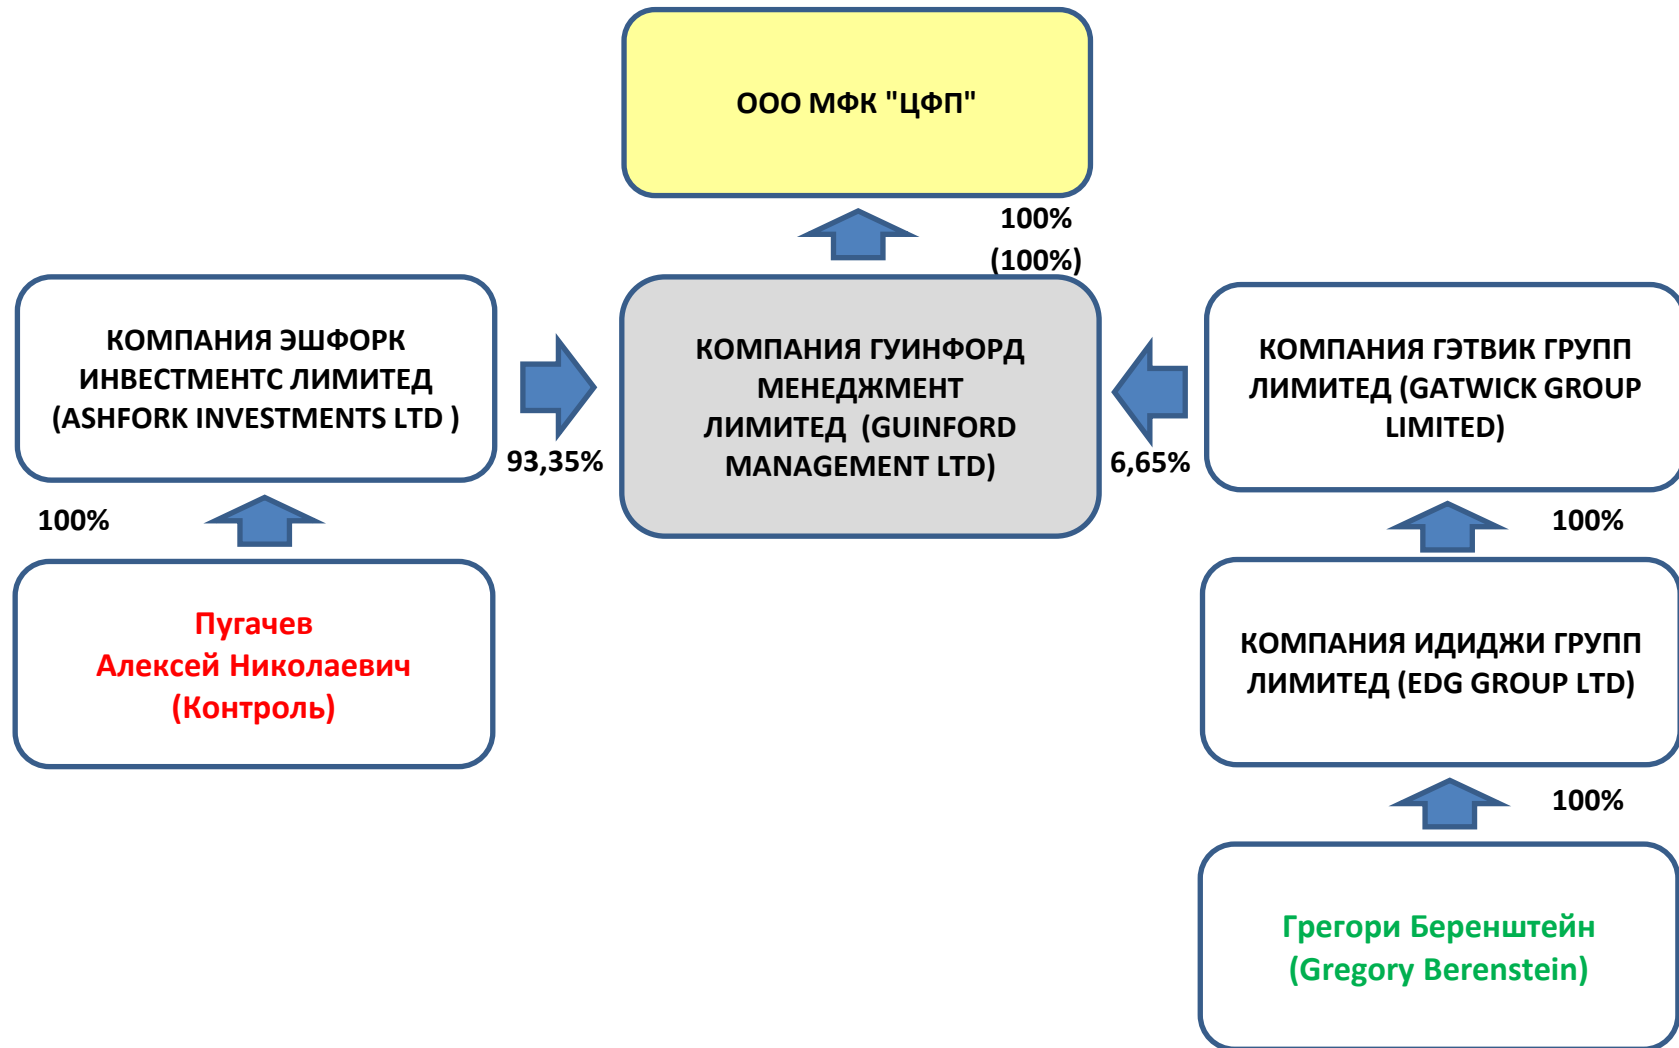 ООО МФК "ЦФП"
100%
(100%)
КОМПАНИЯ ЭШФОРК
ИНВЕСТМЕНТС ЛИМИТЕД
(ASHFORK INVESTMENTS LTD )
93,35%
КОМПАНИЯ ГУИНФОРД
МЕНЕДЖМЕНТ
ЛИМИТЕД (GUINFORD
MANAGEMENT LTD)
6,65%
КОМПАНИЯ ГЭТВИК ГРУПП
ЛИМИТЕД (GATWICK GROUP
LIMITED)
100%
100%
Пугачев
Алексей Николаевич
(Контроль)
КОМПАНИЯ ИДИДЖИ ГРУПП
ЛИМИТЕД (EDG GROUP LTD)
100%
Грегори Беренштейн
(Gregory Berenstein)